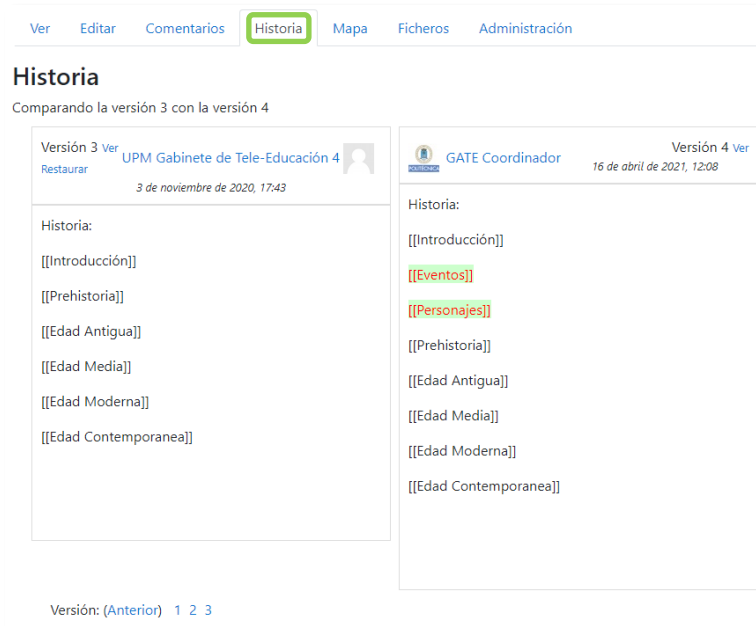 Ver Editar Comentarios Historia Mapa Ficheros Administración
Historia
Comparando la versión 3 con la versión 4
Versión 3 Ver
Restaurar
UPM Gabinete de Tele-Educación 4
3 de noviembre de 2020, 17:43
Historia:
[[Introducción]]
[[Prehistoria]]
[[Edad Antigua]]
[[Edad Media]]
[[Edad Moderna]]
[[Edad Contemporanea]]
POLITÉCNICA
GATE Coordinador
Versión 4 Ver
16 de abril de 2021, 12:08
Historia:
[[Introducción]]
[[Eventos]]
[[Personajes]]
[[Prehistoria]]
[[Edad Antigua]]
[[Edad Media]]
[[Edad Moderna]]
[[Edad Contemporanea]]
Versión: (Anterior) 1 2 3